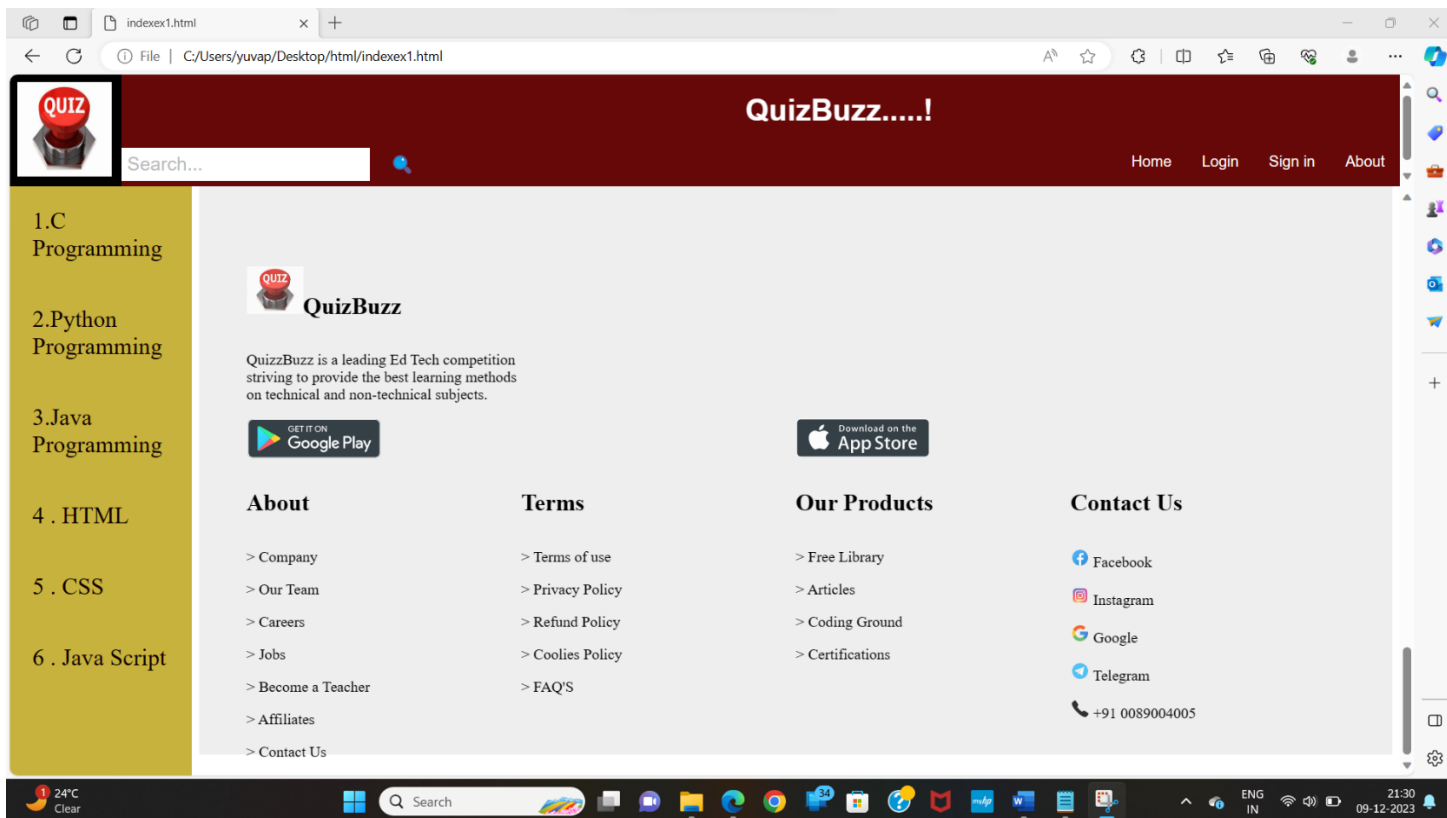 indexex1.html
File | C:/Users/yuvap/Desktop/html/indexex1.html
QUIZ
QuizBuzz.....!
Search...
Home Login Sign in About
1.C
Programming
2.Python
Programming
3.Java
Programming
4 . HTML
5 . CSS
6 . Java Script
QUIZ
QuizBuzz
QuizzBuzz is a leading Ed Tech competition
striving to provide the best learning methods
on technical and non-technical subjects.
GET IT ON
Google Play
Download on the
App Store
About
> Company
> Our Team
> Careers
> Jobs
> Become a Teacher
> Affiliates
> Contact Us
Terms
> Terms of use
> Privacy Policy
> Refund Policy
> Coolies Policy
> FAQ'S
Our Products
> Free Library
> Articles
> Coding Ground
> Certifications
Contact Us
Facebook
Instagram
Google
Telegram
+91 0089004005
1
24°C
Clear
Search
34
mvhp
ENG
IN
21:30
09-12-2023